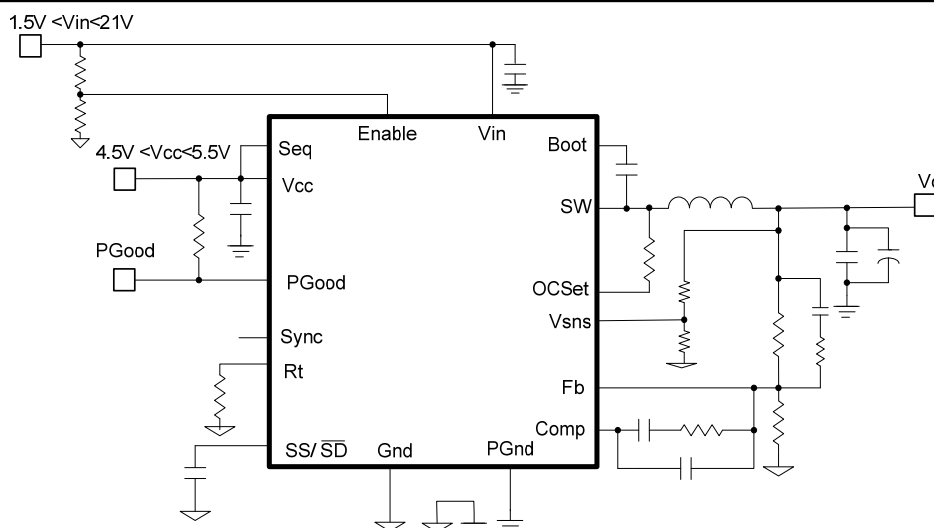 1.5V <Vin<21V
Enable
Vin
Boot
4.5V <Vcc<5.5V
Seq
Vcc
SW
PGood
PGood
OCSet
Vsns
Sync
Rt
Fb
Comp
SS/ SD
Gnd
PGnd